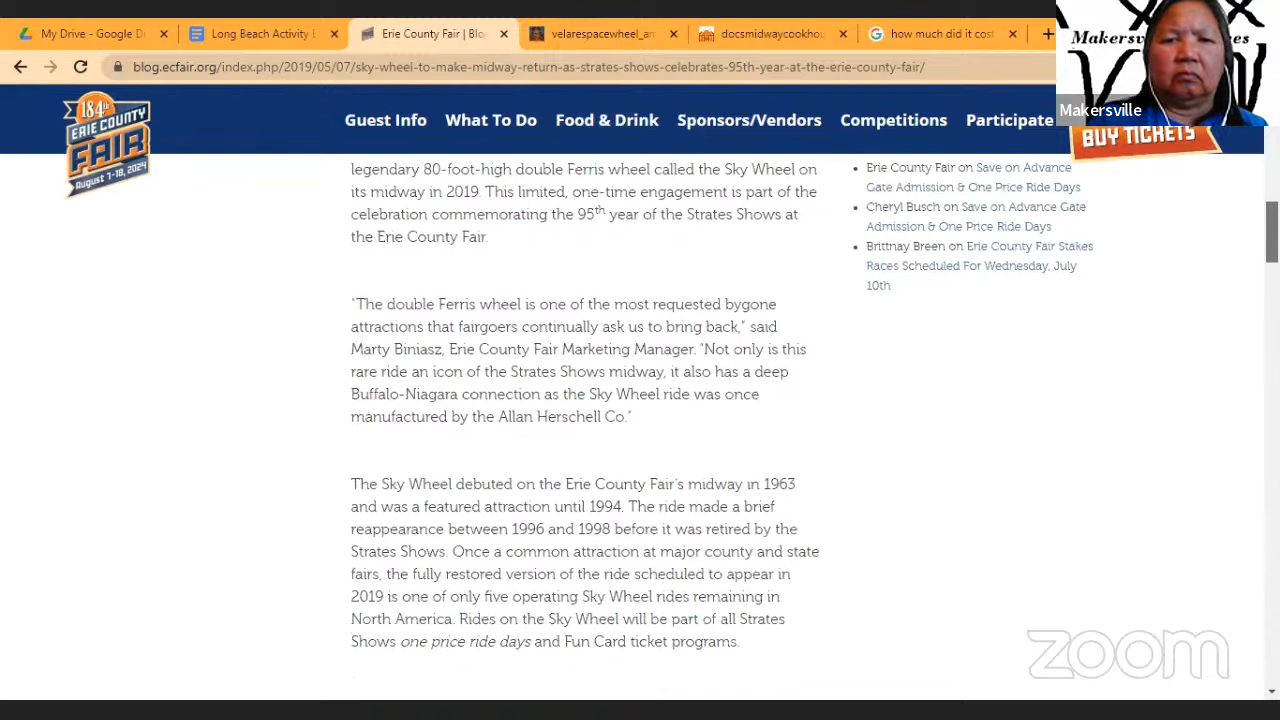 My Drive - Google D
Long Beach Activity
Erie County Fair | Blo
velarespacewheel_am
docsmidwaycookhou
how much did it cost
blog.ecfair.org/index.php/2019/05/07/sky-wheel-to-make-midway-return-as-strates-shows-celebrates-95th-year-at-the-erie-county-fair/
Makersville
184th
ERIE COUNTY
FAIR
August 7-18, 2024
Guest Info What To Do Food & Drink Sponsors/Vendors Competitions Participate
BUY TICKETS
legendary 80-foot-high double Ferris wheel called the Sky Wheel on
its midway in 2019. This limited, one-time engagement is part of the
celebration commemorating the 95th year of the Strates Shows at
the Erie County Fair.
"The double Ferris wheel is one of the most requested bygone
attractions that fairgoers continually ask us to bring back," said
Marty Biniasz, Erie County Fair Marketing Manager. "Not only is this
rare ride an icon of the Strates Shows midway, it also has a deep
Buffalo-Niagara connection as the Sky Wheel ride was once
manufactured by the Allan Herschell Co."
The Sky Wheel debuted on the Erie County Fair's midway in 1963
and was a featured attraction until 1994. The ride made a brief
reappearance between 1996 and 1998 before it was retired by the
Strates Shows. Once a common attraction at major county and state
fairs, the fully restored version of the ride scheduled to appear in
2019 is one of only five operating Sky Wheel rides remaining in
North America. Rides on the Sky Wheel will be part of all Strates
Shows one price ride days and Fun Card ticket programs.
Erie County Fair on Save on Advance
Gate Admission & One Price Ride Days
Cheryl Busch on Save on Advance Gate
Admission & One Price Ride Days
Brittnay Breen on Erie County Fair Stakes
Races Scheduled For Wednesday, July
10th
zoom